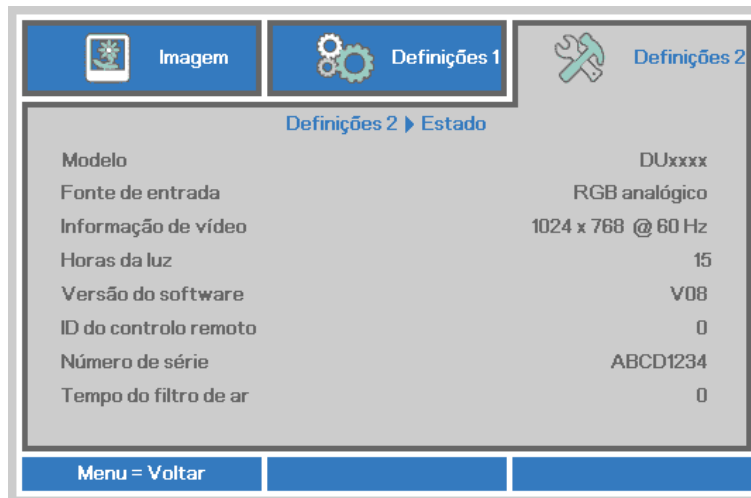 Imagem Definições 1 Definições 2
Definições 2 Estado
Modelo DUxxxx
Fonte de entrada RGB analógico
Informação de vídeo 1024 x 768 @ 60 Hz
Horas da luz 15
Versão do software V08
ID do controlo remoto 0
Número de série ABCD1234
Tempo do filtro de ar 0
Menu = Voltar